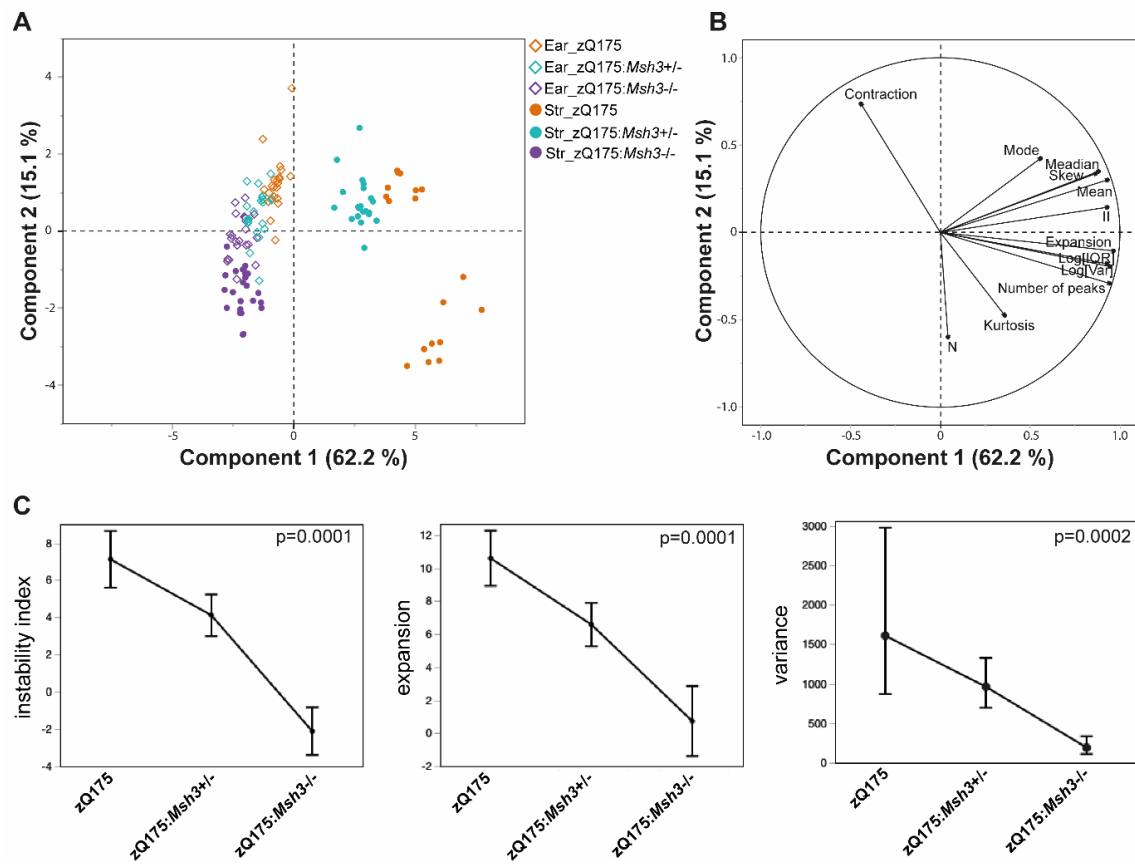 A
Component 2 (15.1 %)
4
2
0
-2
-4
-5
0
5
Component 1 (62.2 %)
Ear_zQ175
Ear_zQ175:Msh3+/-
Ear_zQ175:Msh3-/-
Str_zQ175
Str_zQ175:Msh3+/-
Str_zQ175:Msh3-/-
B
Component 2 (15.1 %)
1.0
0.5
0
-0.5
-1.0
Contraction
Mode
Meadian
Skew
Mean
II
Expansion
Log[IQR]
Log[Var]
Number of peaks
Kurtosis
N
-1.0
-0.5
0
0.5
1.0
Component 1 (62.2 %)
C
instability index
8
6
4
2
0
-2
-4
p=0.0001
zQ175
zQ175:Msh3+/-
zQ175:Msh3-/-
expansion
12
10
8
6
4
2
0
-2
p=0.0001
zQ175
zQ175:Msh3+/-
zQ175:Msh3-/-
variance
3000
2500
2000
1500
1000
500
0
p=0.0002
zQ175
zQ175:Msh3+/-
zQ175:Msh3-/-